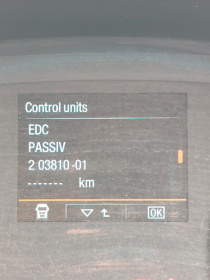 Control units
EDC
PASSIV
2 03810-01
------- km
OK